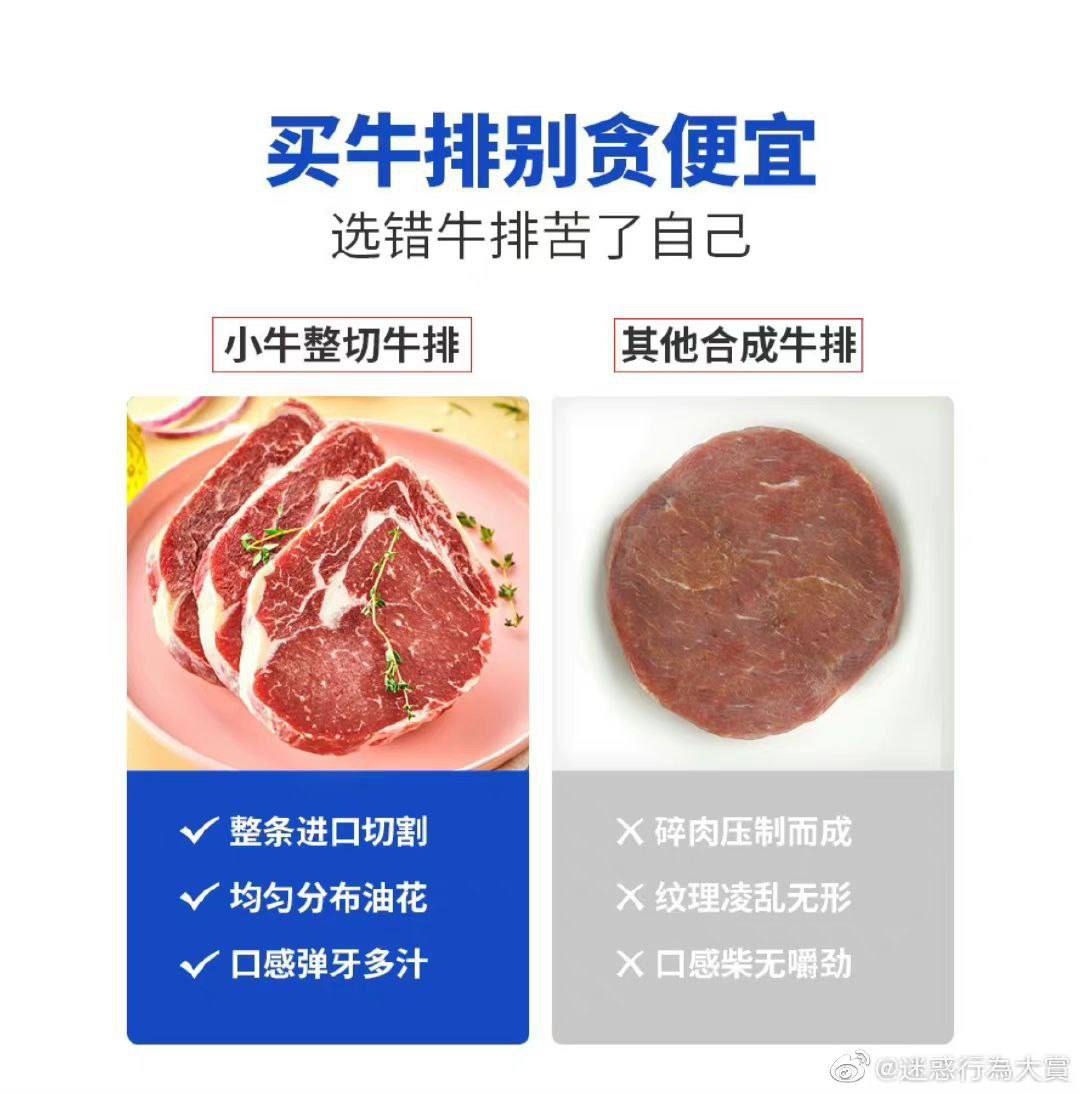 买牛排别贪便宜
选错牛排苦了自己
小牛整切牛排
其他合成牛排
整条进口切割
均匀分布油花
口感弹牙多汁
碎肉压制而成
纹理凌乱无形
口感柴无嚼劲
@迷惑行為大賞